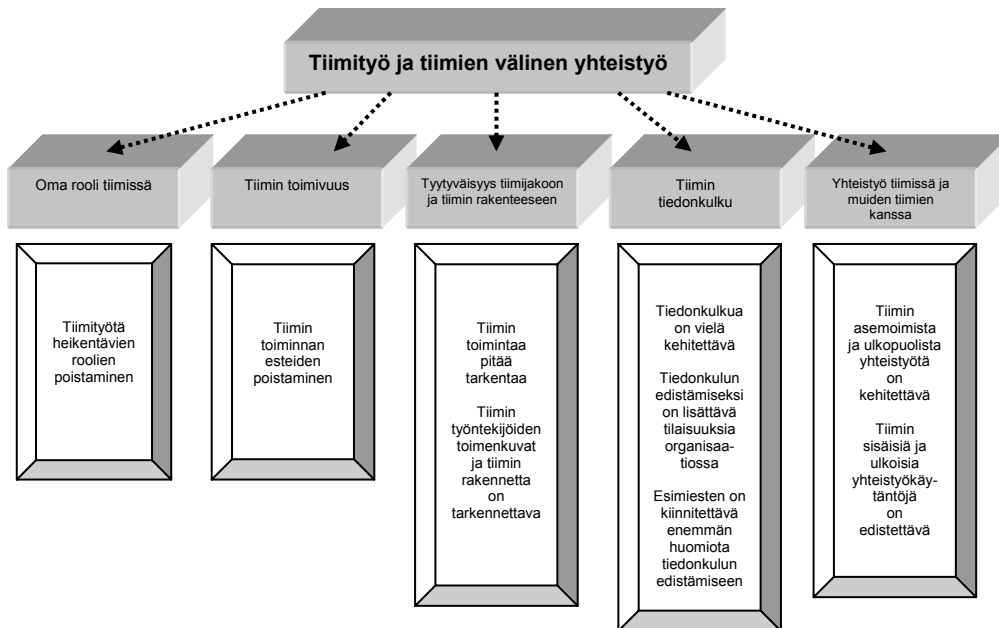 Tiimityö ja tiimien välinen yhteistyö
Oma rooli tiimissä
Tiimin toimivuus
Tyytyväisyys tiimijakoon
ja tiimin rakenteeseen
Tiimin
tiedonkulku
Yhteistyö tiimissä ja
muiden tiimien
kanssa
Tiimityötä
heikentävien
roolien
poistaminen
Tiimin
toiminnan
esteiden
poistaminen
Tiimin
toimintaa
pitää
tarkentaa
Tiimin
työntekijöiden
toimenkuvat
ja tiimin
rakennetta
on
tarkennettava
Tiedonkulkua
on vielä
kehitettävä
Tiedonkulun
edistämiseksi
on lisättävä
tilaisuuksia
organisaa-
tiossa
Esimiesten on
kiinnitettävä
enemmän
huomiota
tiedonkulun
edistämiseen
Tiimin
asemoimista
ja ulkopuolista
yhteistyötä
on
kehitettävä
Tiimin
sisäisiä ja
ulkoisia
yhteistyökäy-
täntöjä
on
edistettävä